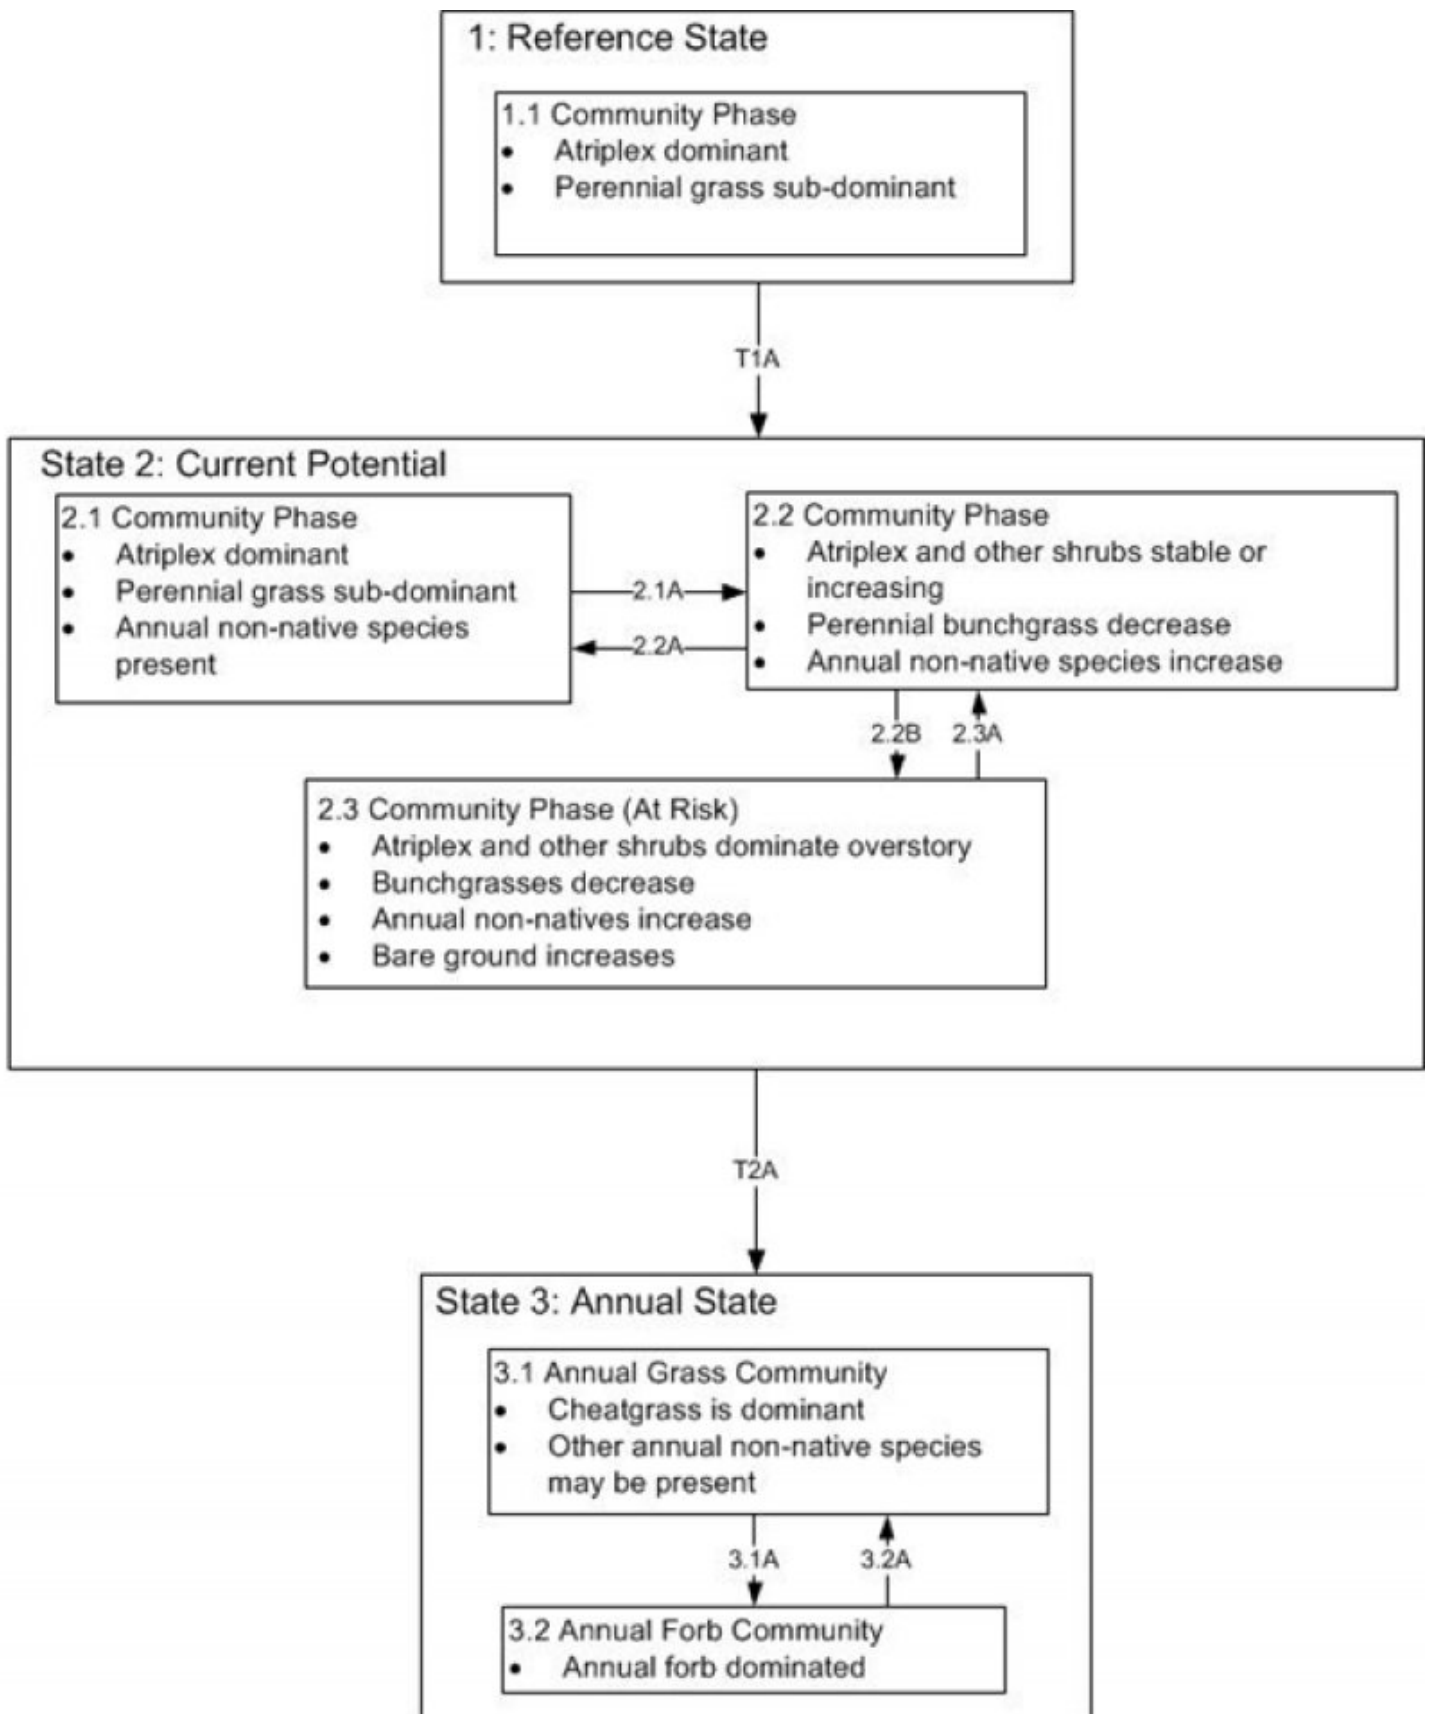 1: Reference State
1.1 Community Phase
• Atriplex dominant
• Perennial grass sub-dominant
T1A
State 2: Current Potential
2.1 Community Phase
• Atriplex dominant
• Perennial grass sub-dominant
• Annual non-native species
present
2.1A
2.2A
2.2 Community Phase
• Atriplex and other shrubs stable or
increasing
• Perennial bunchgrass decrease
• Annual non-native species increase
2.2B
2.3A
2.3 Community Phase (At Risk)
• Atriplex and other shrubs dominate overstory
• Bunchgrasses decrease
• Annual non-natives increase
• Bare ground increases
T2A
State 3: Annual State
3.1 Annual Grass Community
• Cheatgrass is dominant
• Other annual non-native species
may be present
3.1A
3.2A
3.2 Annual Forb Community
• Annual forb dominated